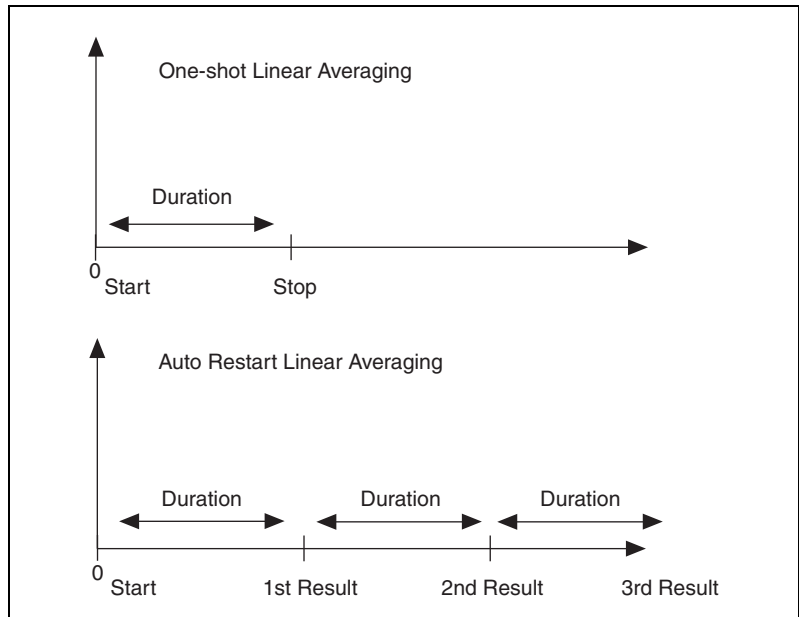 One-shot Linear Averaging
Duration
0
Start Stop
Auto Restart Linear Averaging
Duration Duration Duration
0
Start 1st Result 2nd Result 3rd Result